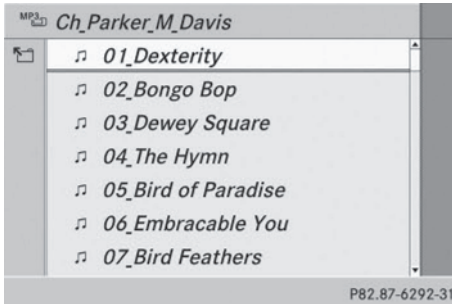 MP3 Ch_Parker_M_Davis
01_Dexterity
02_Bongo Bop
03_Dewey Square
04_The Hymn
05_Bird of Paradise
06_Embracable You
07_Bird Feathers
P82.87-6292-31